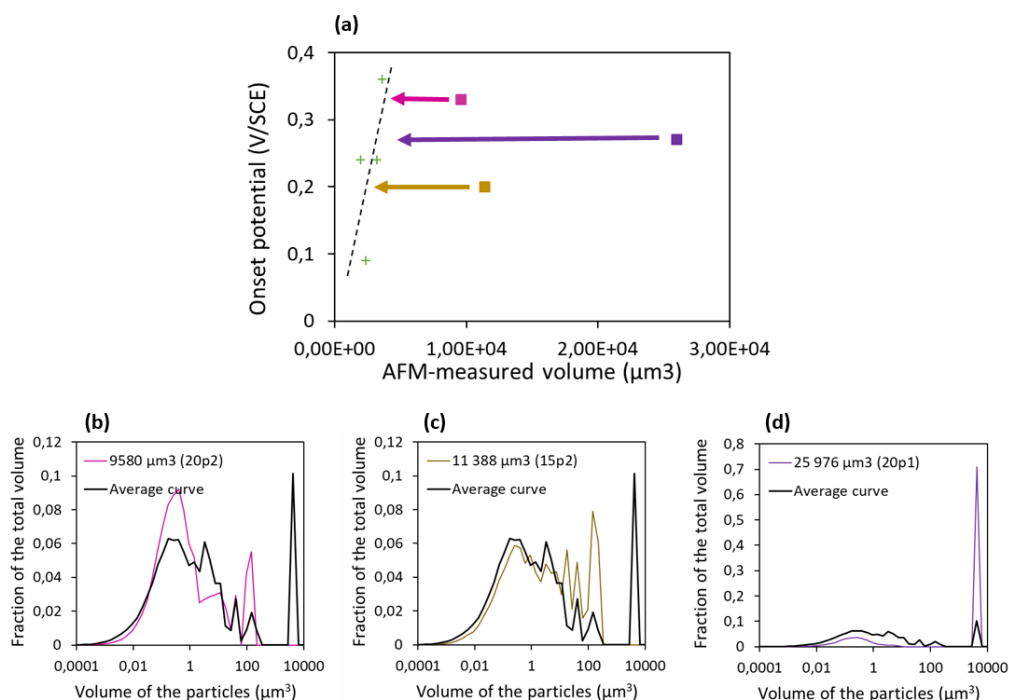 (a)
Onset potential (V/SCE)
0,4
0,3
0,2
0,1
0
0,00E+00 1,00E+04 2,00E+04 3,00E+04
AFM-measured volume (µm3)
(b)
Fraction of the total volume
0,12
0,1
0,08
0,06
0,04
0,02
0
9580 µm3 (20p2)
Average curve
0,0001 0,01 1 100 10000
Volume of the particles (µm³)
(c)
Fraction of the total volume
0,12
0,1
0,08
0,06
0,04
0,02
0
11 388 µm3 (15p2)
Average curve
0,0001 0,01 1 100 10000
Volume of the particles (µm³)
(d)
Fraction of the total volume
0,8
0,7
0,6
0,5
0,4
0,3
0,2
0,1
0
25 976 µm3 (20p1)
Average curve
0,0001 0,01 1 100 10000
Volume of the particles (µm³)